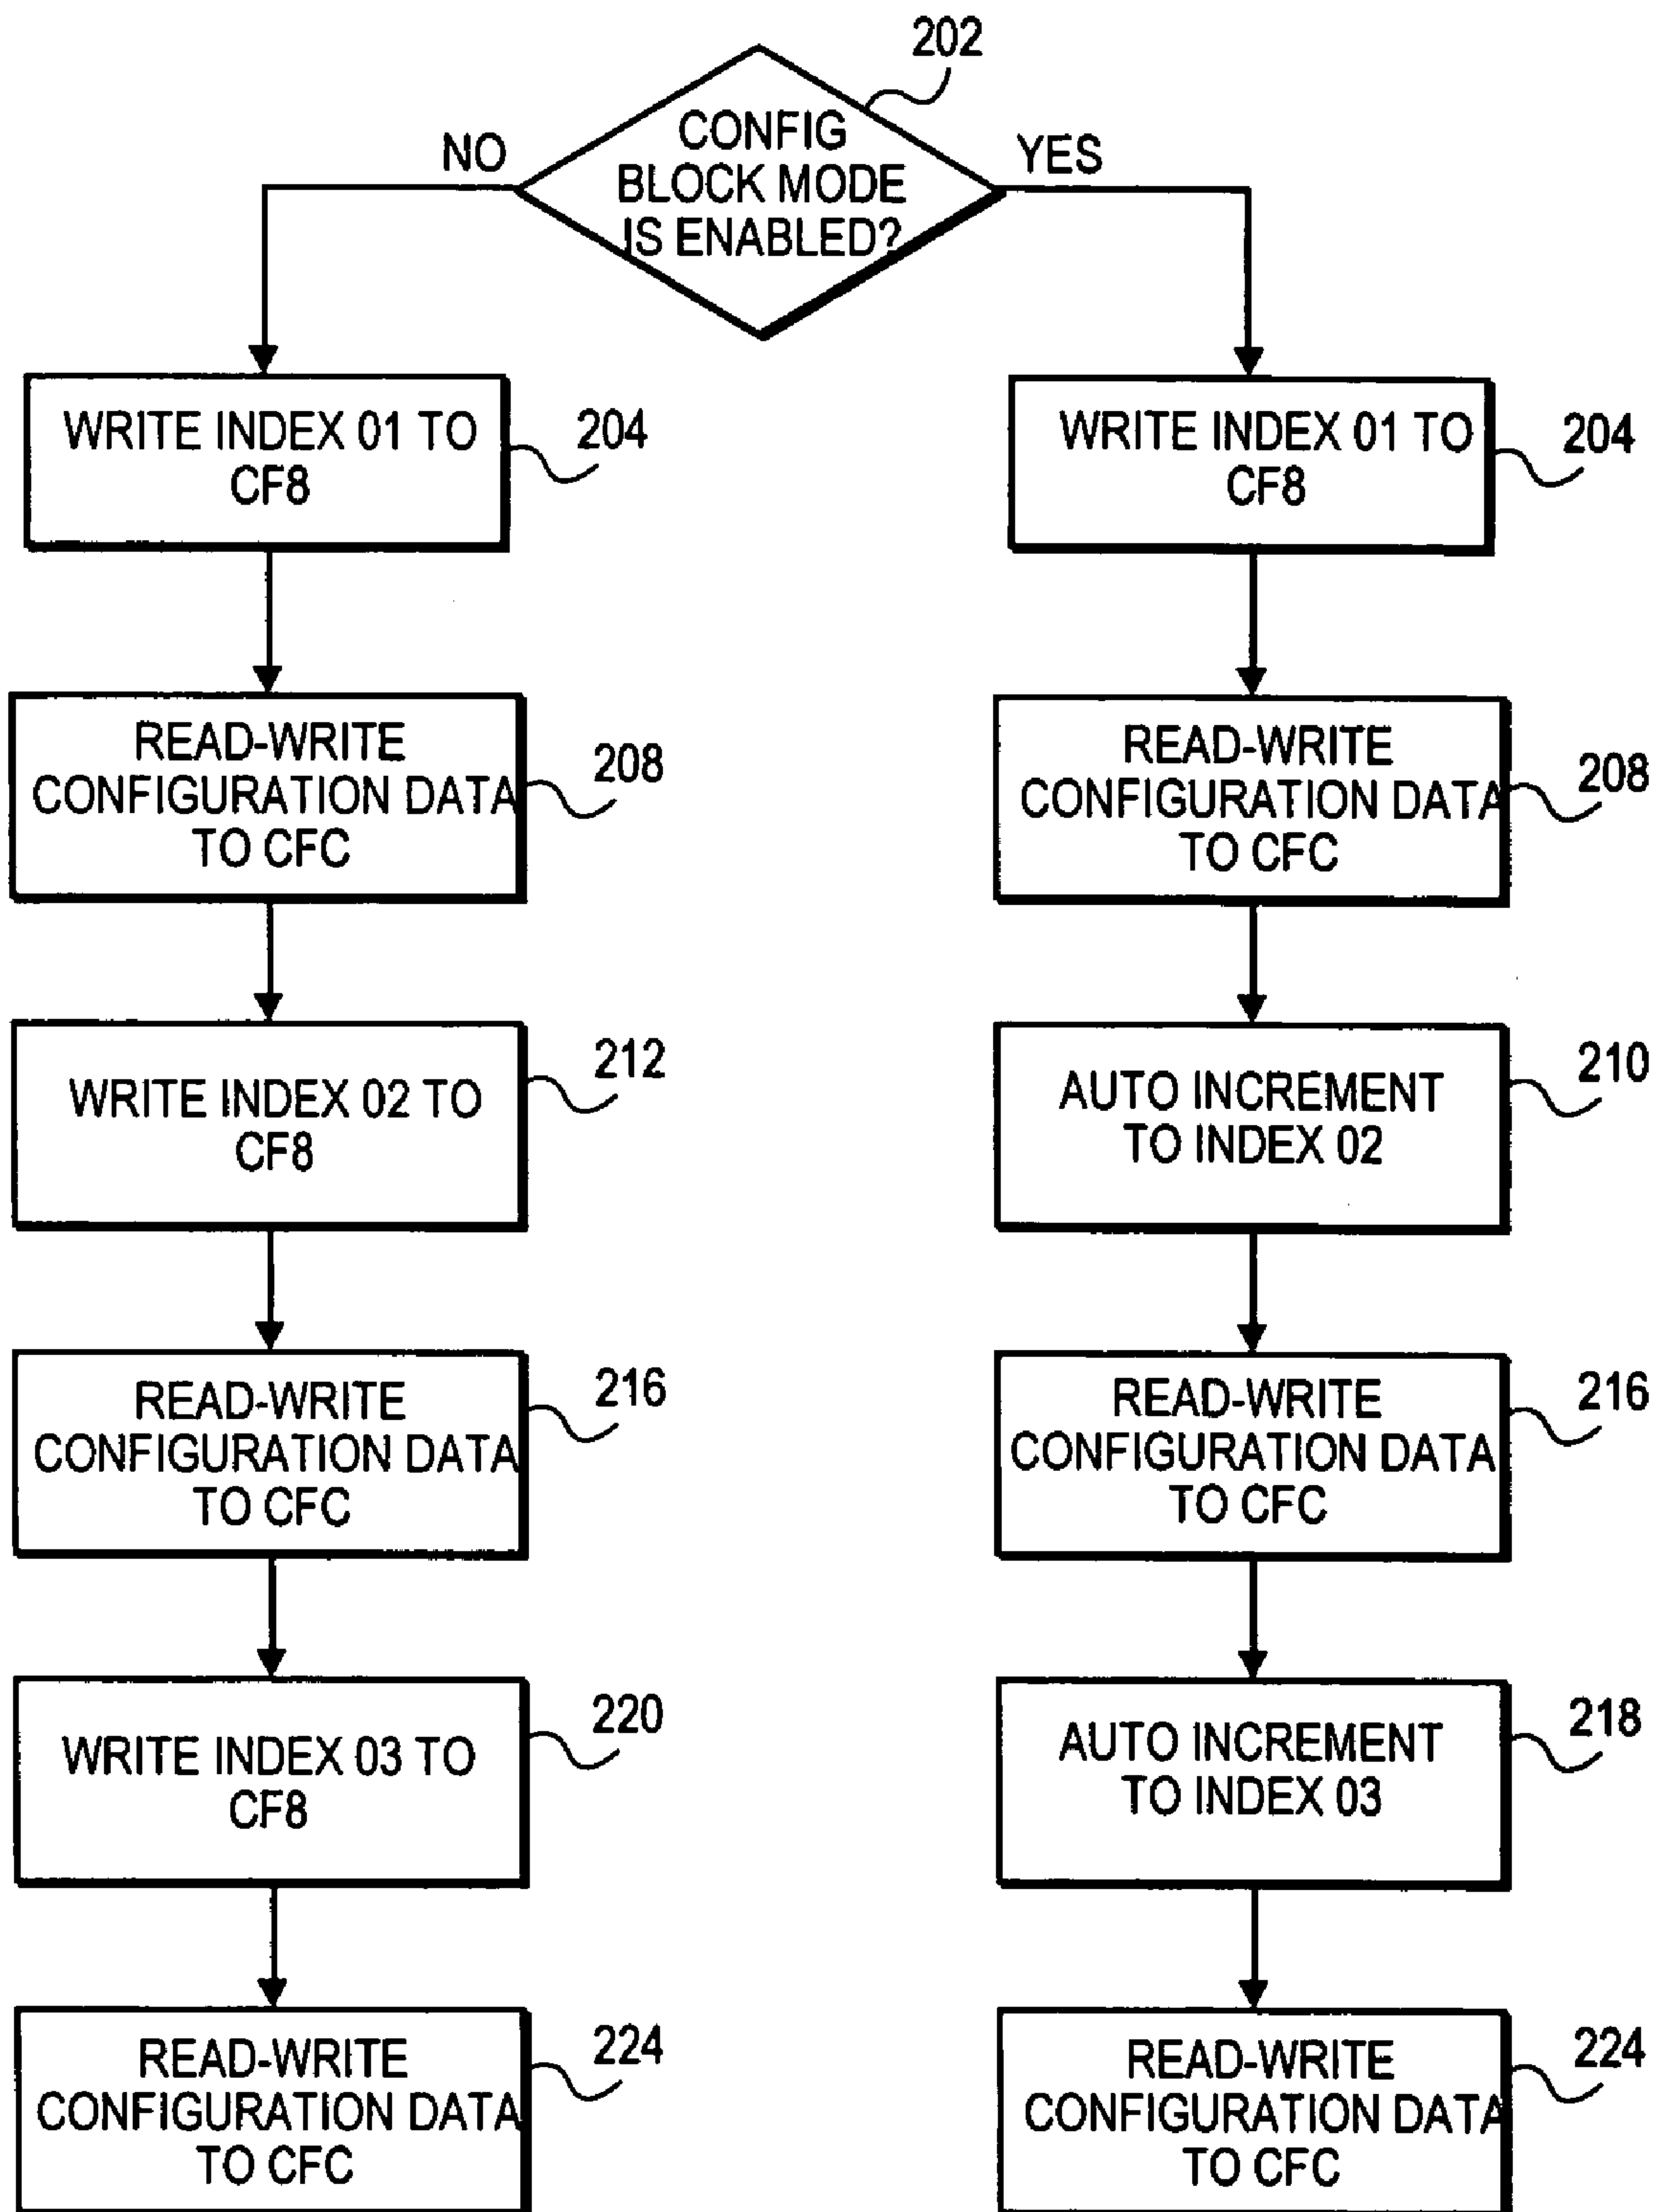 202
CONFIG
BLOCK MODE
IS ENABLED?
NO
YES
WRITE INDEX 01 TO
CF8
204
WRITE INDEX 01 TO
CF8
204
READ-WRITE
CONFIGURATION DATA
TO CFC
208
READ-WRITE
CONFIGURATION DATA
TO CFC
208
WRITE INDEX 02 TO
CF8
212
AUTO INCREMENT
TO INDEX 02
210
READ-WRITE
CONFIGURATION DATA
TO CFC
216
READ-WRITE
CONFIGURATION DATA
TO CFC
216
WRITE INDEX 03 TO
CF8
220
AUTO INCREMENT
TO INDEX 03
218
READ-WRITE
CONFIGURATION DATA
TO CFC
224
READ-WRITE
CONFIGURATION DATA
TO CFC
224